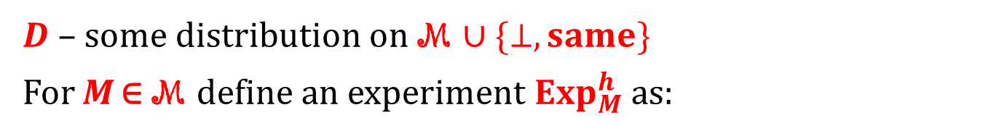 D – some distribution on ℳ ∪ {⊥, same}
For M ∈ ℳ define an experiment Exp^h_M as: